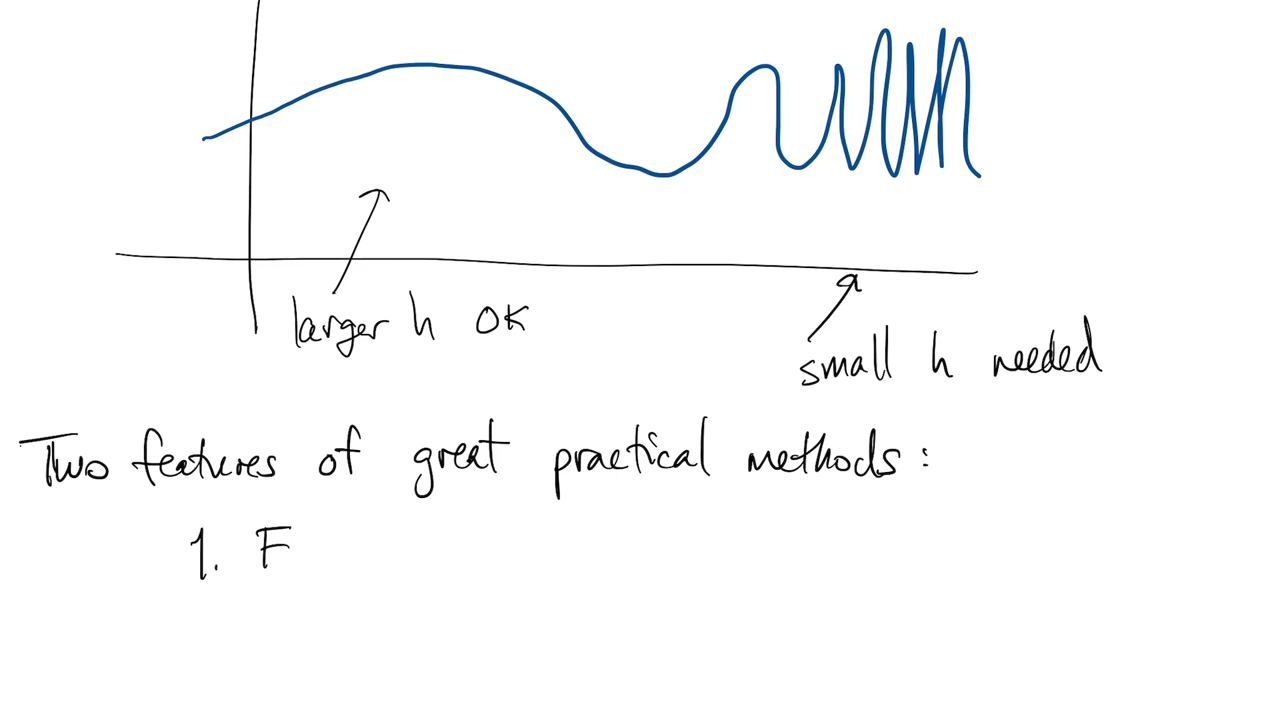 larger h OK
small h needed
Two features of great practical methods:
1. F